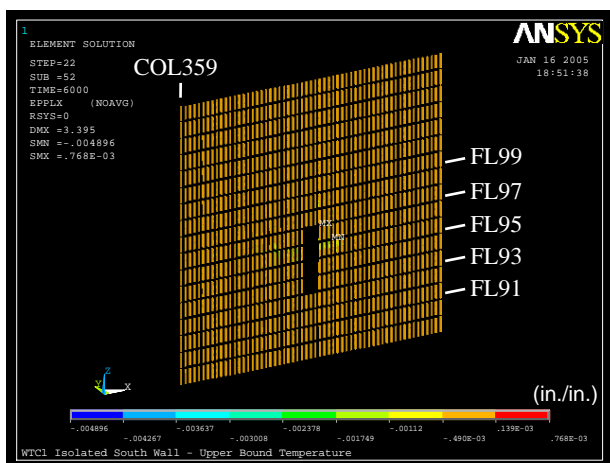 1
ANSYS
ELEMENT SOLUTION
STEP=22
SUB =52
TIME=6000
EPPLX (NOAVG)
RSYS=0
DMX =3.395
SMN =-.004896
SMX =.768E-03
JAN 16 2005
18:51:38
COL359
FL99
FL97
FL95
FL93
FL91
MX
MN
Z
Y
X
(in./in.)
-.004896 -.003637 -.002378 -.00112 .139E-03
-.004267 -.003008 -.001749 -.490E-03 .768E-03
WTC1 Isolated South Wall - Upper Bound Temperature